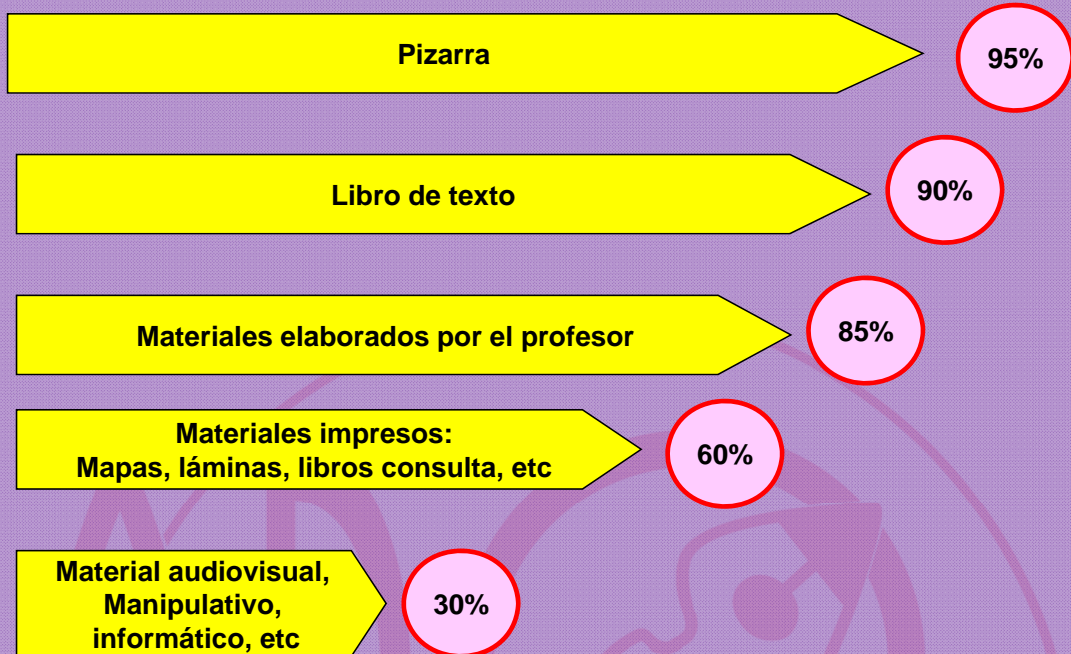 Pizarra
95%
Libro de texto
90%
Materiales elaborados por el profesor
85%
Materiales impresos:
Mapas, láminas, libros consulta, etc
60%
Material audiovisual,
Manipulativo,
informático, etc
30%